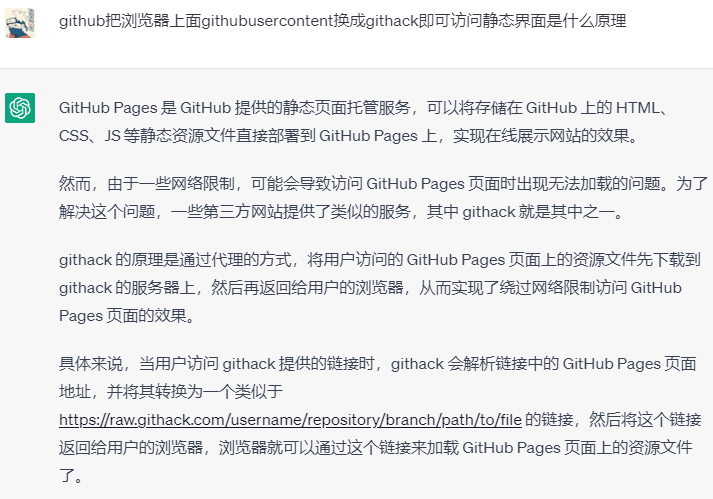 github把浏览器上面githubusercontent换成githack即可访问静态界面是什么原理
GitHub Pages 是 GitHub 提供的静态页面托管服务，可以将存储在 GitHub 上的 HTML、
CSS、JS 等静态资源文件直接部署到 GitHub Pages 上，实现在线展示网站的效果。
然而，由于一些网络限制，可能会导致访问 GitHub Pages 页面时出现无法加载的问题。为了
解决这个问题，一些第三方网站提供了类似的服务，其中 githack 就是其中之一。
githack 的原理是通过代理的方式，将用户访问的 GitHub Pages 页面上的资源文件先下载到
githack 的服务器上，然后再返回给用户的浏览器，从而实现了绕过网络限制访问 GitHub
Pages 页面的效果。
具体来说，当用户访问 githack 提供的链接时，githack 会解析链接中的 GitHub Pages 页面
地址，并将其转换为一个类似于
https://raw.githack.com/username/repository/branch/path/to/file 的链接，然后将这个链接
返回给用户的浏览器，浏览器就可以通过这个链接来加载 GitHub Pages 页面上的资源文件
了。